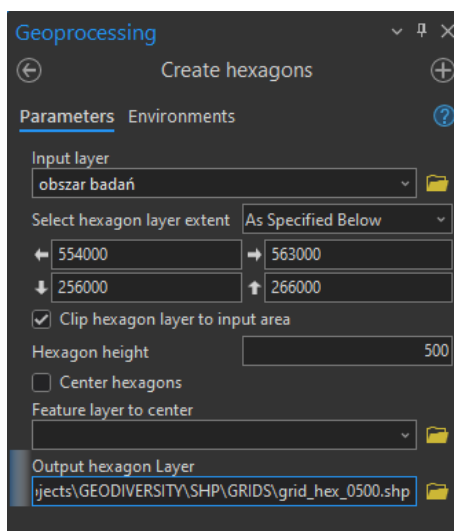 Geoprocessing
Create hexagons
Parameters Environments
Input layer
obszar badań
Select hexagon layer extent As Specified Below
554000 563000
256000 266000
Clip hexagon layer to input area
Hexagon height 500
Center hexagons
Feature layer to center
Output hexagon Layer
ojects\GEODIVERSITY\SHP\GRIDS\grid_hex_0500.shp